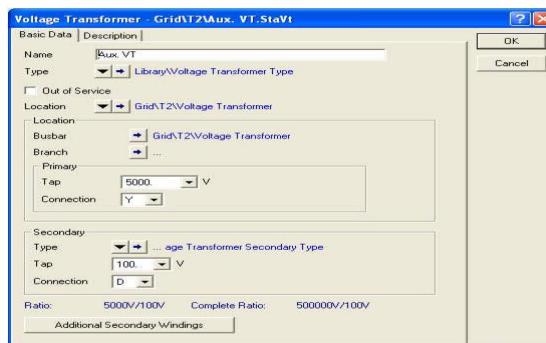 Voltage Transformer - Grid\T2\Aux. VT.StaVt
Basic Data Description
OK
Cancel
Name Aux. VT
Type Library\Voltage Transformer Type
Out of Service
Location Grid\T2\Voltage Transformer
Location
Busbar Grid\T2\Voltage Transformer
Branch ...
Primary
Tap 5000. V
Connection Y
Secondary
Type ... age Transformer Secondary Type
Tap 100. V
Connection D
Ratio: 5000V/100V Complete Ratio: 500000V/100V
Additional Secondary Windings